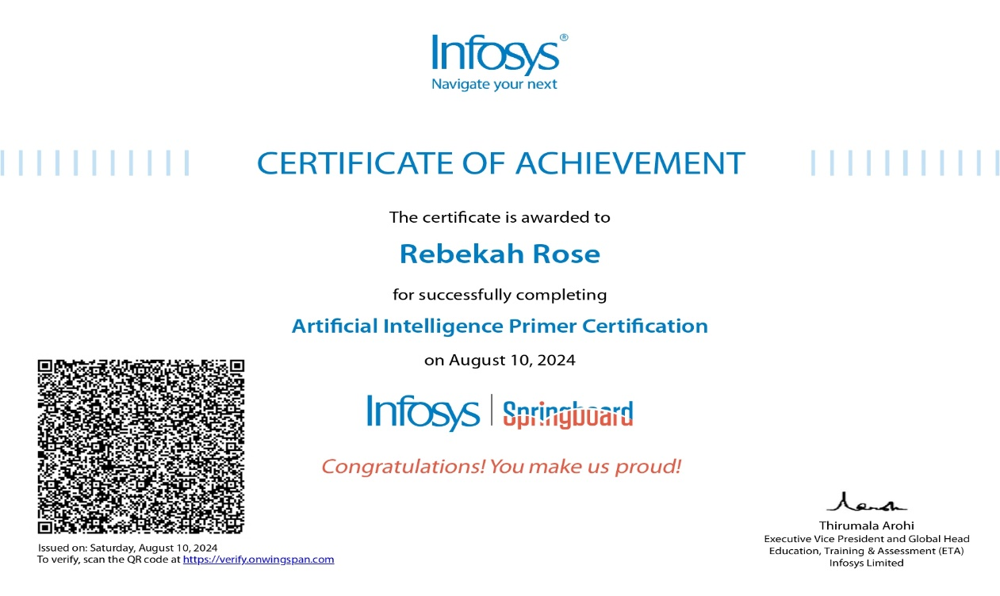 Infosys®
Navigate your next
CERTIFICATE OF ACHIEVEMENT
The certificate is awarded to
Rebekah Rose
for successfully completing
Artificial Intelligence Primer Certification
on August 10, 2024
Infosys | Springboard
Congratulations! You make us proud!
Issued on: Saturday, August 10, 2024
To verify, scan the QR code at https://verify.onwingspan.com
Thirumala Arohi
Executive Vice President and Global Head
Education, Training & Assessment (ETA)
Infosys Limited